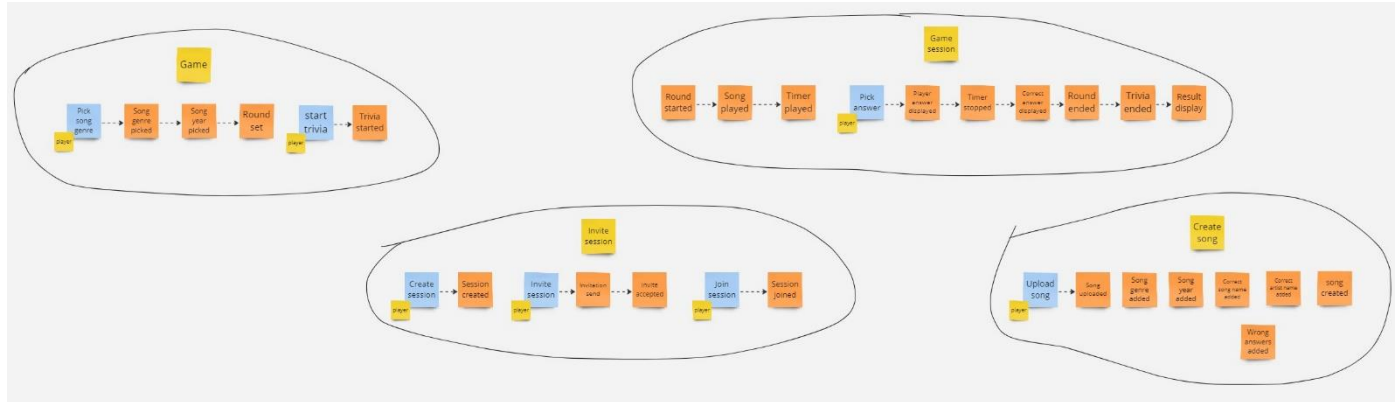 Game
Pick
song
genre
player
Song
genre
picked
Song
year
picked
Round
set
start
trivia
player
Trivia
started
Game
session
Round
started
Song
played
Timer
played
Pick
answer
player
Player
answer
displayed
Timer
stopped
Correct
answer
displayed
Round
ended
Trivia
ended
Result
display
Invite
session
Create
session
player
Session
created
Invite
session
player
Invitation
send
Invite
accepted
Join
session
player
Session
joined
Create
song
Upload
song
player
Song
uploaded
Song
genre
added
Song
year
added
Correct
song name
added
Correct
artist name
added
song
created
Wrong
answers
added